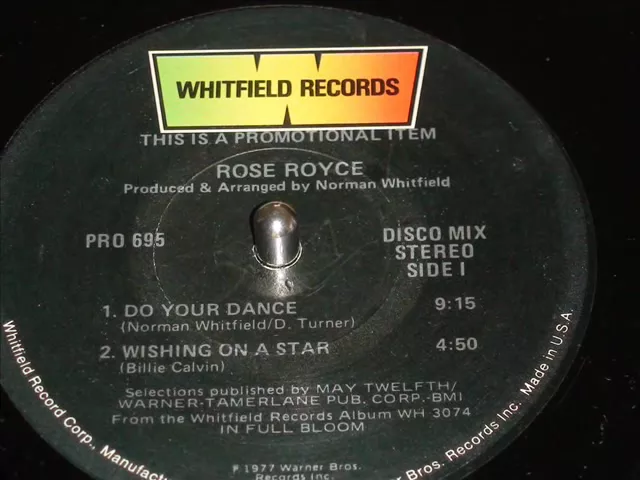 WHITFIELD RECORDS
THIS IS A PROMOTIONAL ITEM
ROSE ROYCE
Produced & Arranged by Norman Whitfield
PRO 695
DISCO MIX
STEREO
SIDE I
1. DO YOUR DANCE 9:15
(Norman Whitfield/D. Turner)
2. WISHING ON A STAR 4:50
(Billie Calvin)
Selections published by MAY TWELFTH/
WARNER-TAMERLANE PUB. CORP.-BMI
From the Whitfield Records Album WH 3074
IN FULL BLOOM
℗ 1977 Warner Bros.
Records Inc.
Whitfield Record Corp., Manufac
er Bros. Records Inc. Made in U.S.A.